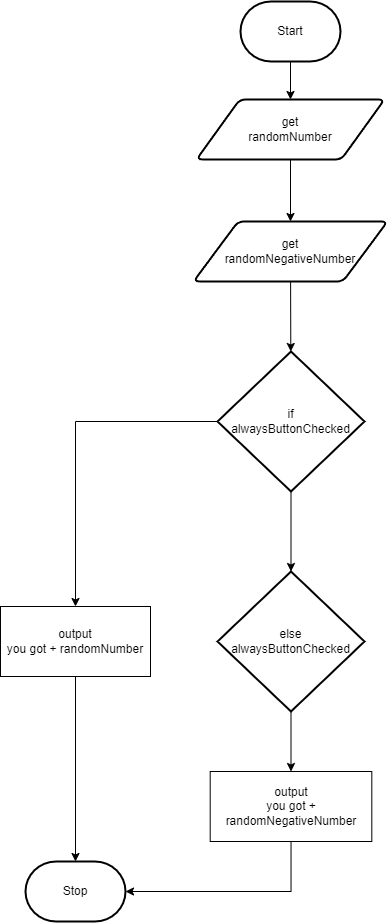 Start
get
randomNumber
get
randomNegativeNumber
if
alwaysButtonChecked
output
you got + randomNumber
else
alwaysButtonChecked
output
you got +
randomNegativeNumber
Stop